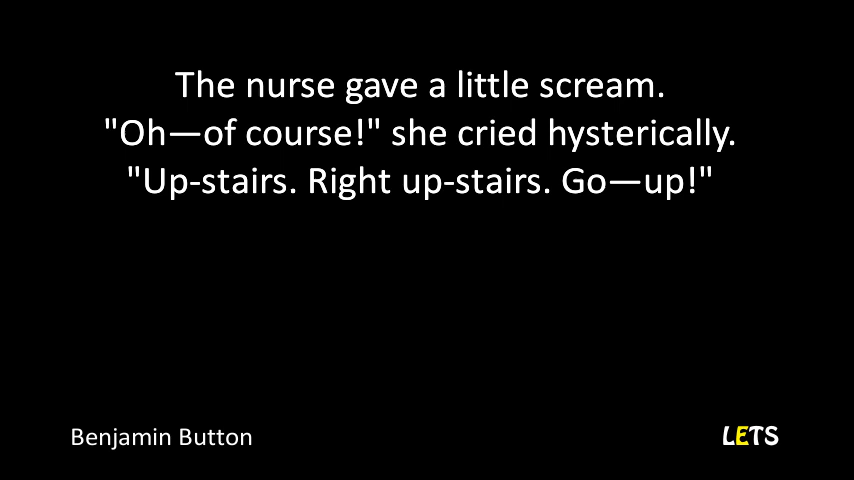 The nurse gave a little scream.
"Oh—of course!" she cried hysterically.
"Up-stairs. Right up-stairs. Go—up!"
Benjamin Button
LETS